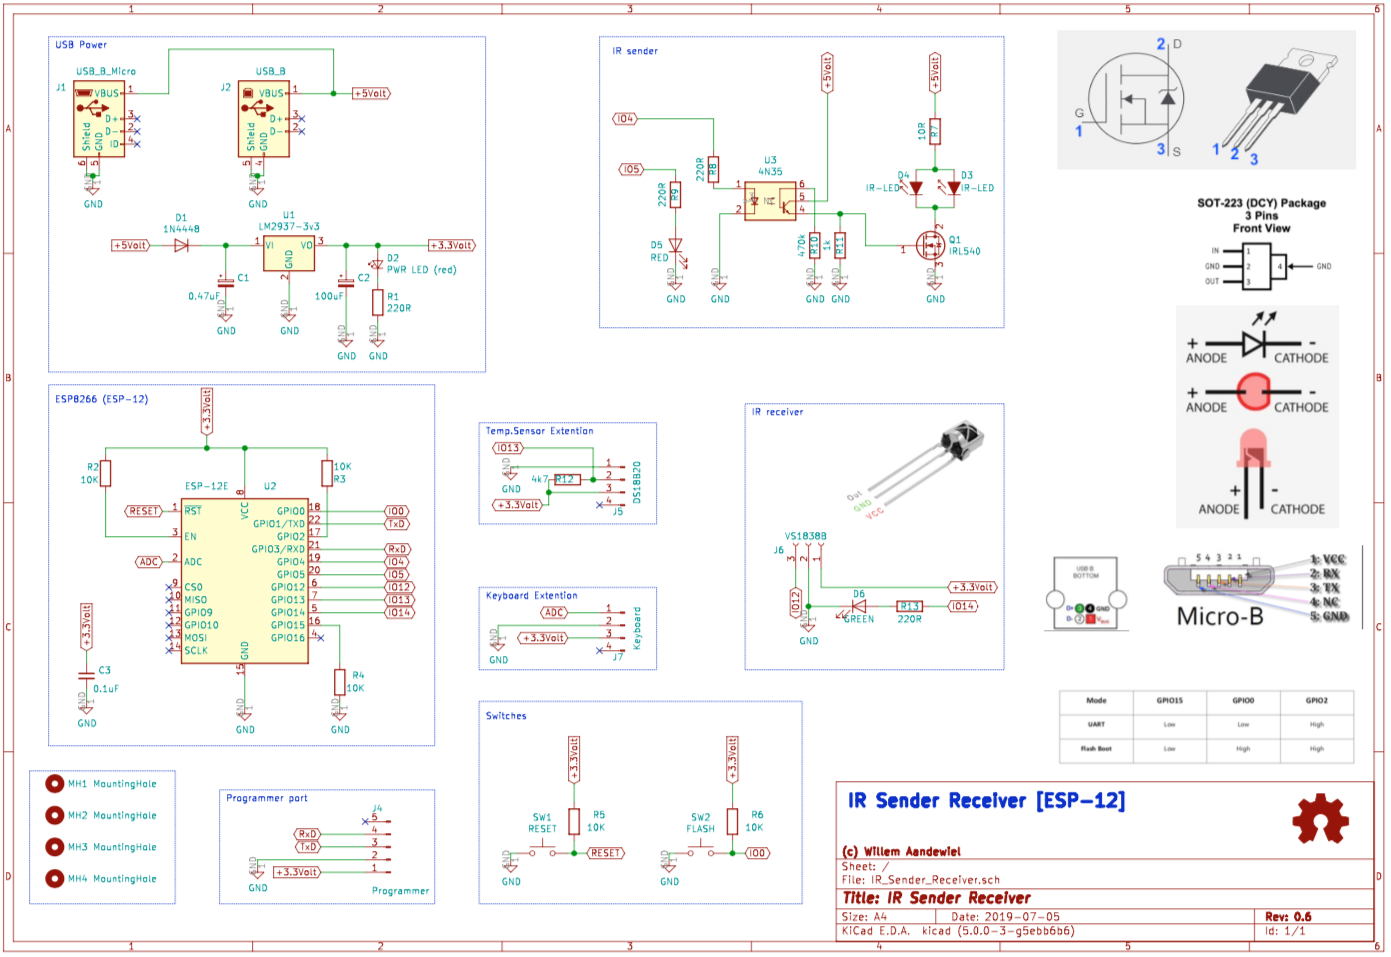 1 2 3 4 5 6
A
B
C
D
USB Power
USB_B_Micro
J1
VBUS 1
D+ 3
D- 2
ID 4
Shield
GND
6 5
GND
1
GND
USB_B
J2
VBUS 1
D+ 3
D- 2
Shield
GND
5 4
GND
1
GND
+5Volt
+5Volt
D1
1N4448
U1
LM2937-3v3
1 VI VO 3
GND
2
+3.3Volt
C1
0.47uF
C2
100uF
D2
PWR LED (red)
R1
220R
GND
GND
GND
GND
IR sender
IO4
IO5
220R
R8
220R
R9
D5
RED
U3
4N35
1
2
6
5
4
+5Volt
+5Volt
10R
R7
D4
IR-LED
D3
IR-LED
470k
R10
1k
R11
Q1
IRL540
1
2
3
GND
GND
GND
GND
GND
ESP8266 (ESP-12)
+3.3Volt
R2
10K
10K
R3
ESP-12E
U2
VCC
8
RESET
1 RST
3 EN
ADC
2 ADC
9 CS0
10 MISO
11 GPIO9
12 GPIO10
13 MOSI
14 SCLK
GPIO0 18 IO0
GPIO1/TXD 22 TxD
GPIO2 17
GPIO3/RXD 21 RxD
GPIO4 19 IO4
GPIO5 20 IO5
GPIO12 6 IO12
GPIO13 7 IO13
GPIO14 5 IO14
GPIO15 16
GPIO16 4
GND
15
+3.3Volt
C3
0.1uF
R4
10K
GND
GND
GND
Temp.Sensor Extention
IO13
GND
4k7 R12
+3.3Volt
1
2
3
4
DS18B20
J5
Keyboard Extention
ADC
+3.3Volt
GND
1
2
3
4
Keyboard
J7
IR receiver
Out
GND
VCC
VS1838B
J6
3 2 1
IO12
GND
+3.3Volt
D6
GREEN
R13
220R
IO14
Switches
+3.3Volt
R5
10K
SW1
RESET
RESET
GND
+3.3Volt
R6
10K
SW2
FLASH
IO0
GND
MH1 MountingHole
MH2 MountingHole
MH3 MountingHole
MH4 MountingHole
Programmer port
J4
5
RxD 4
TxD 3
2
+3.3Volt 1
GND
Programmer
2 D
G
1
3 S
1 2 3
SOT-223 (DCY) Package
3 Pins
Front View
IN 1
GND 2 4 GND
OUT 3
+ -
ANODE CATHODE
+ -
ANODE CATHODE
+ -
ANODE CATHODE
USB B
BOTTOM
D+ 3 4 GND
D- 2 1 VBUS
5 4 3 2 1
Micro-B
1: VCC
2: RX
3: TX
4: NC
5: GND
Mode GPIO15 GPIO0 GPIO2
UART Low Low High
Flash Boot Low High High
IR Sender Receiver [ESP-12]
(c) Willem Aandewiel
Sheet: /
File: IR_Sender_Receiver.sch
Title: IR Sender Receiver
Size: A4 Date: 2019-07-05 Rev: 0.6
KiCad E.D.A. kicad (5.0.0-3-g5ebb6b6) Id: 1/1
1 2 3 4 5 6